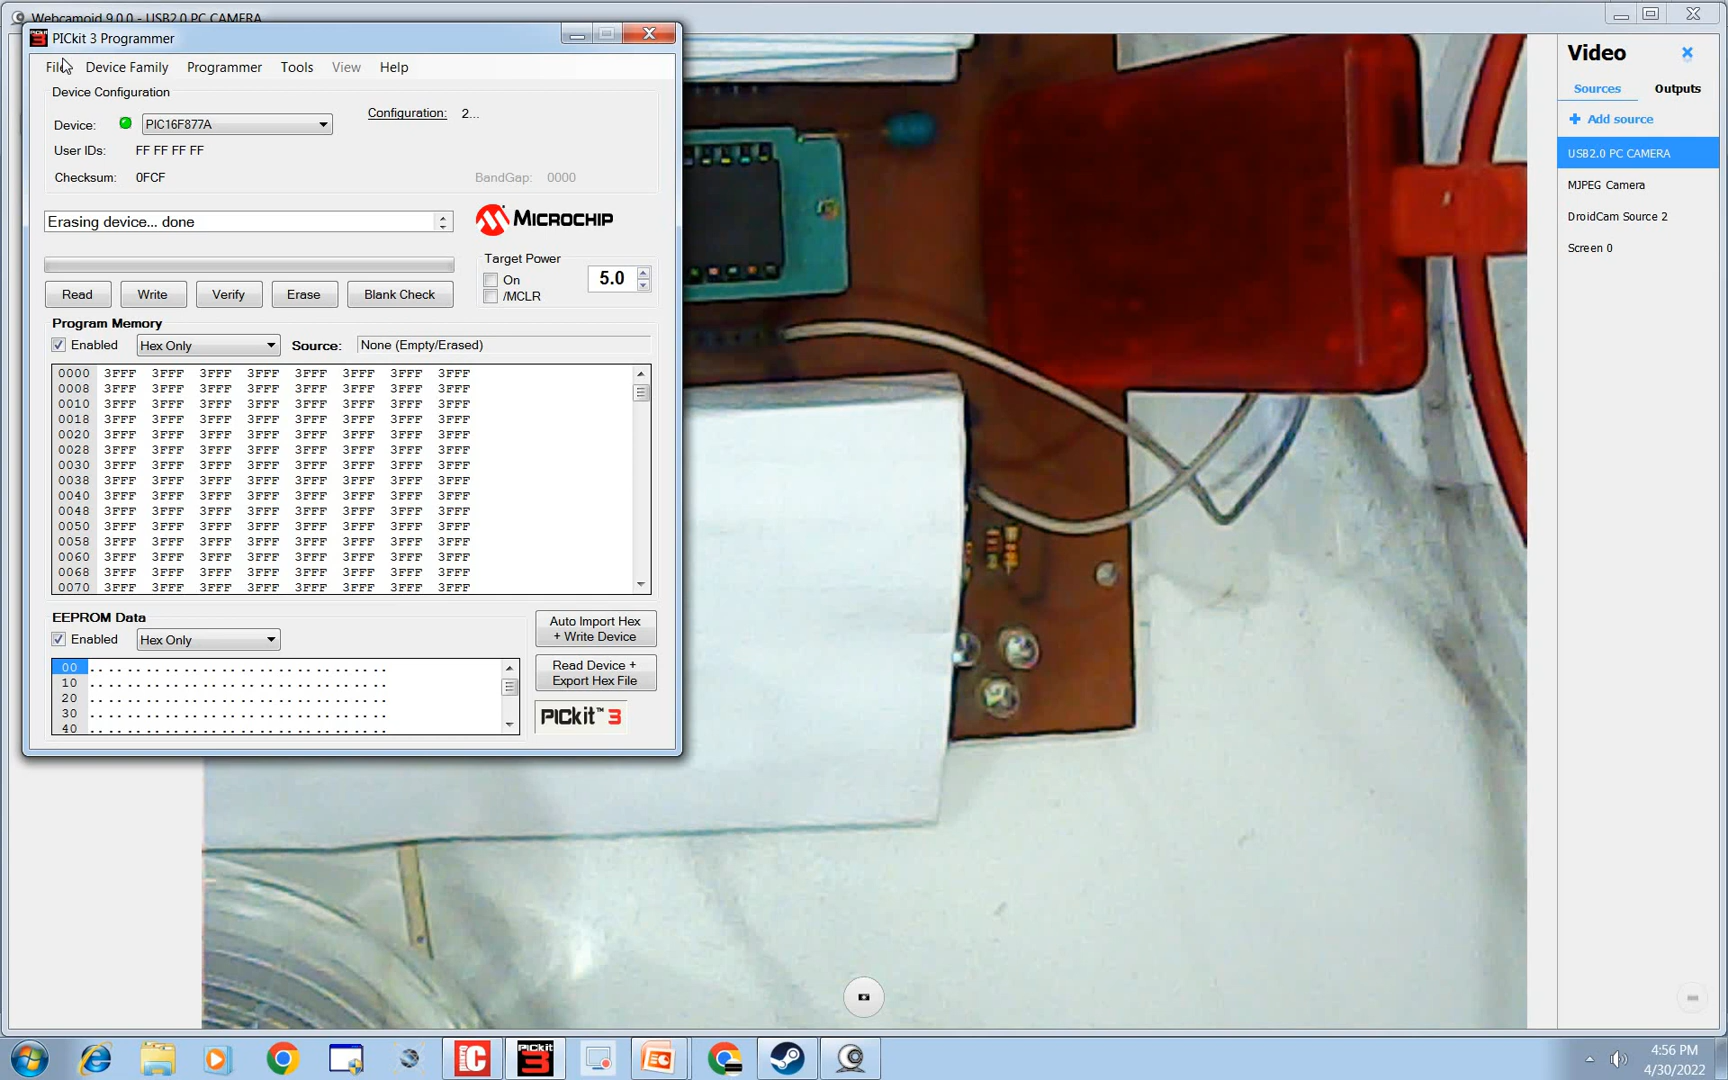 Webcamoid 9.0.0 - USB2.0 PC CAMERA
PICkit 3 Programmer
File Device Family Programmer Tools View Help
Device Configuration
Device: PIC16F877A
Configuration: 2...
User IDs: FF FF FF FF
Checksum: 0FCF
BandGap: 0000
Erasing device... done
MICROCHIP
Target Power
On
/MCLR
5.0
Read Write Verify Erase Blank Check
Program Memory
Enabled Hex Only Source: None (Empty/Erased)
0000 3FFF 3FFF 3FFF 3FFF 3FFF 3FFF 3FFF 3FFF
0008 3FFF 3FFF 3FFF 3FFF 3FFF 3FFF 3FFF 3FFF
0010 3FFF 3FFF 3FFF 3FFF 3FFF 3FFF 3FFF 3FFF
0018 3FFF 3FFF 3FFF 3FFF 3FFF 3FFF 3FFF 3FFF
0020 3FFF 3FFF 3FFF 3FFF 3FFF 3FFF 3FFF 3FFF
0028 3FFF 3FFF 3FFF 3FFF 3FFF 3FFF 3FFF 3FFF
0030 3FFF 3FFF 3FFF 3FFF 3FFF 3FFF 3FFF 3FFF
0038 3FFF 3FFF 3FFF 3FFF 3FFF 3FFF 3FFF 3FFF
0040 3FFF 3FFF 3FFF 3FFF 3FFF 3FFF 3FFF 3FFF
0048 3FFF 3FFF 3FFF 3FFF 3FFF 3FFF 3FFF 3FFF
0050 3FFF 3FFF 3FFF 3FFF 3FFF 3FFF 3FFF 3FFF
0058 3FFF 3FFF 3FFF 3FFF 3FFF 3FFF 3FFF 3FFF
0060 3FFF 3FFF 3FFF 3FFF 3FFF 3FFF 3FFF 3FFF
0068 3FFF 3FFF 3FFF 3FFF 3FFF 3FFF 3FFF 3FFF
0070 3FFF 3FFF 3FFF 3FFF 3FFF 3FFF 3FFF 3FFF
EEPROM Data
Enabled Hex Only
00
10
20
30
40
Auto Import Hex
+ Write Device
Read Device +
Export Hex File
PICkit™ 3
Video
Sources Outputs
Add source
USB2.0 PC CAMERA
MJPEG Camera
DroidCam Source 2
Screen 0
IC
PICkit
3
4:56 PM
4/30/2022